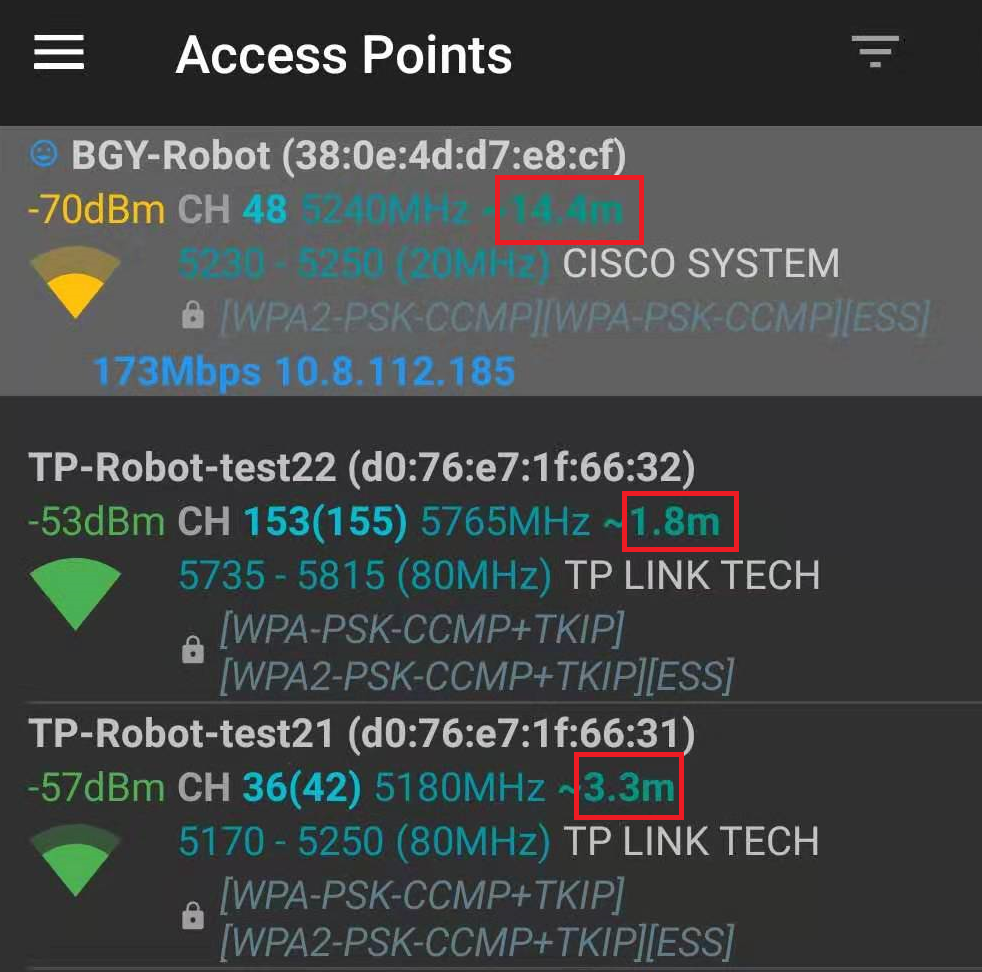 Access Points
BGY-Robot (38:0e:4d:d7:e8:cf)
-70dBm CH 48 5240MHz ~14.4m
5230 - 5250 (20MHz) CISCO SYSTEM
[WPA2-PSK-CCMP][WPA-PSK-CCMP][ESS]
173Mbps 10.8.112.185
TP-Robot-test22 (d0:76:e7:1f:66:32)
-53dBm CH 153(155) 5765MHz ~1.8m
5735 - 5815 (80MHz) TP LINK TECH
[WPA-PSK-CCMP+TKIP]
[WPA2-PSK-CCMP+TKIP][ESS]
TP-Robot-test21 (d0:76:e7:1f:66:31)
-57dBm CH 36(42) 5180MHz ~3.3m
5170 - 5250 (80MHz) TP LINK TECH
[WPA-PSK-CCMP+TKIP]
[WPA2-PSK-CCMP+TKIP][ESS]